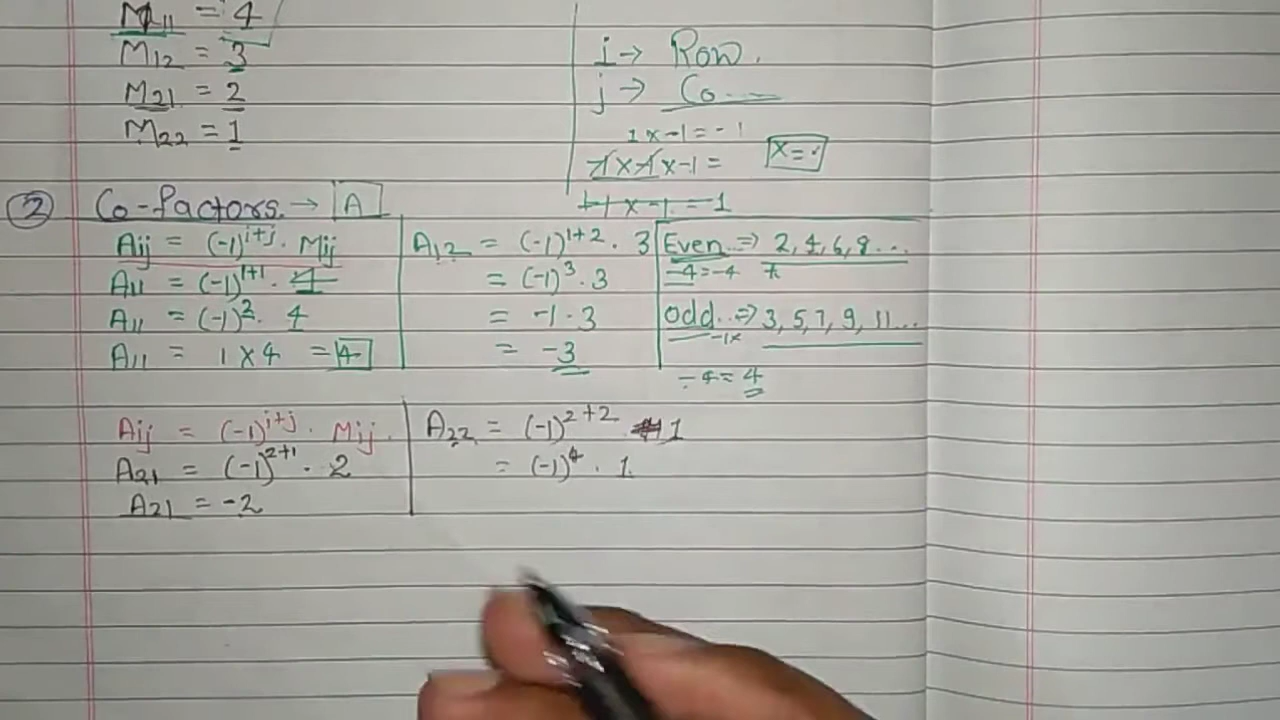 M11 = 4
M12 = 3
M21 = 2
M22 = 1
i → Row.
j → Co
1 x -1 = -1
-1 x -1 x -1 =
+1 x -1 = -1
② Co-factors. → A
Aij = (-1)^i+j . Mij
A11 = (-1)^1+1 . 4
A11 = (-1)^2 . 4
A11 = 1 x 4 = 4
A12 = (-1)^1+2 . 3
= (-1)^3 . 3
= -1 . 3
= -3
Even ⇒ 2, 4, 6, 8...
-4 = -4
Odd.. ⇒ 3, 5, 7, 9, 11...
-1x
-4 = 4
Aij = (-1)^i+j . Mij.
A21 = (-1)^2+1 . 2
A21 = -2
A22 = (-1)^2+2 1
= (-1)^4 . 1